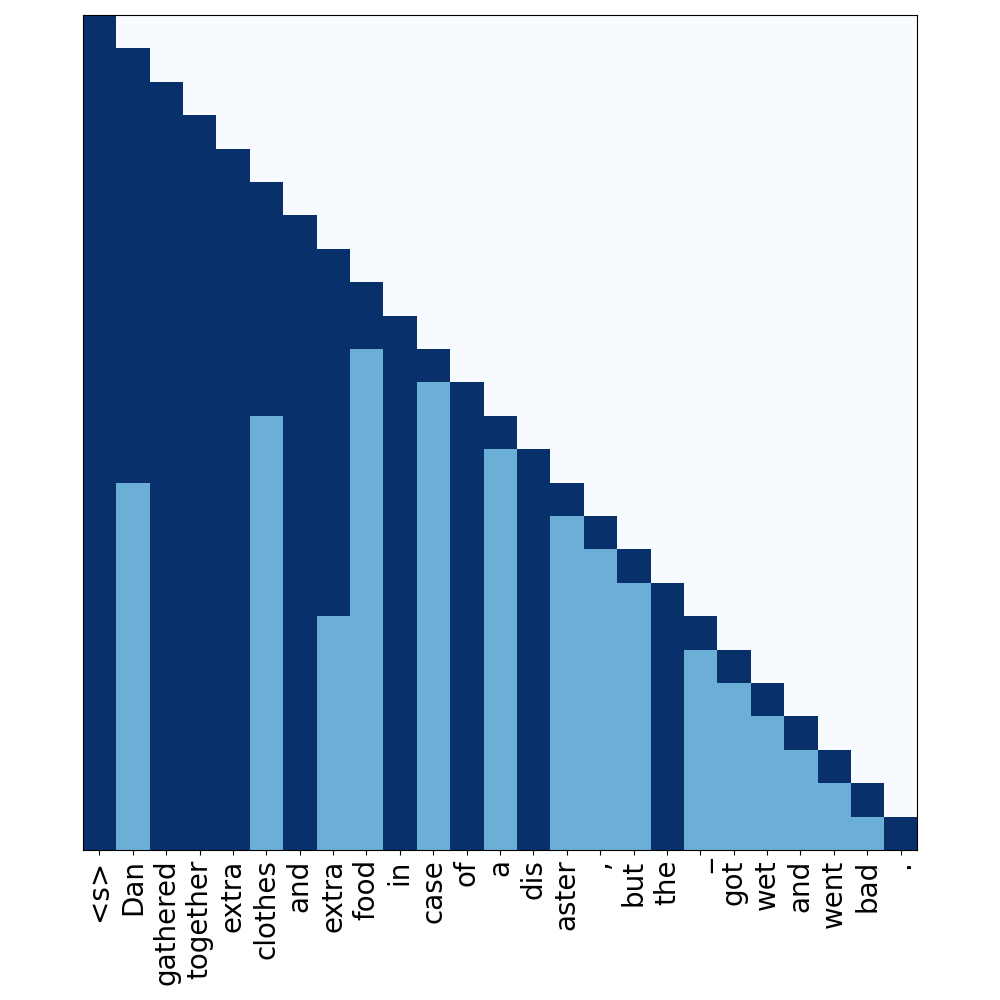 <s> Dan gathered together extra clothes and extra food in case of a dis aster , but the _ got wet and went bad .